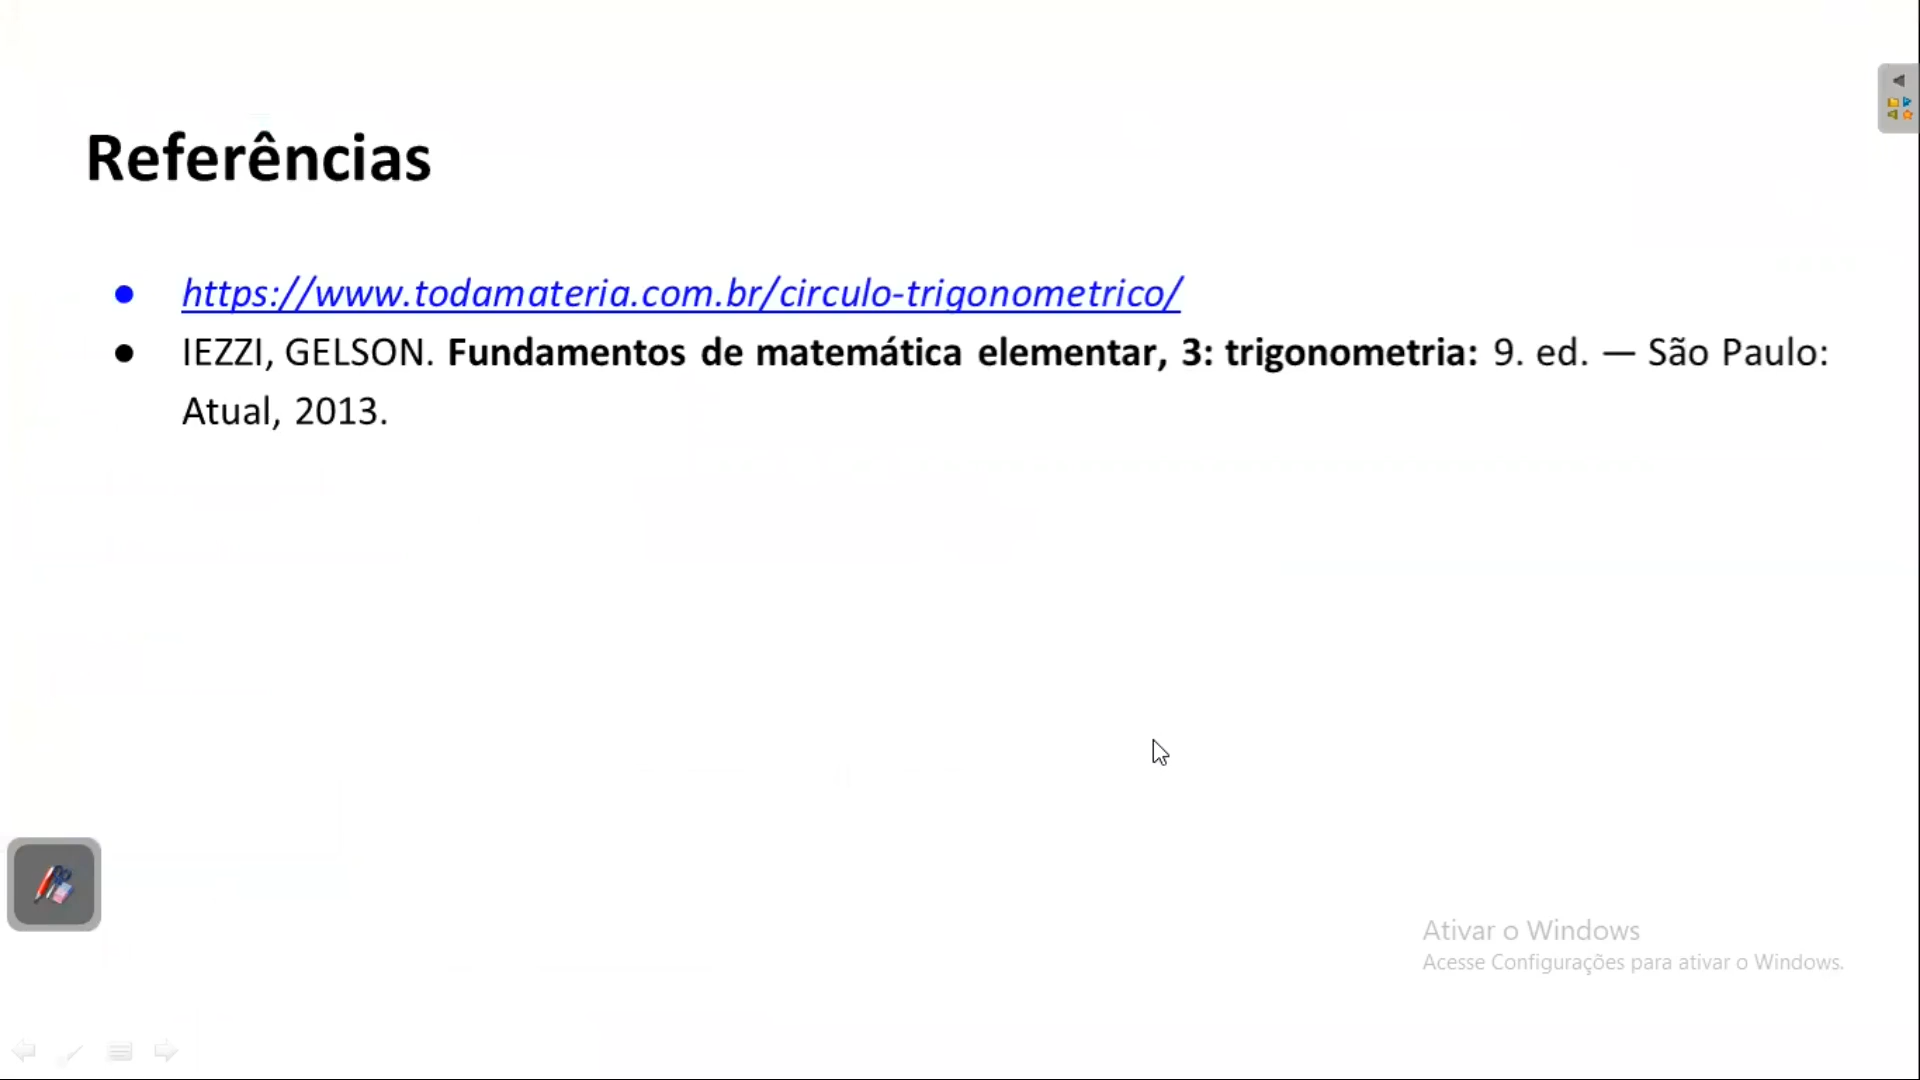 Referências
● https://www.todamateria.com.br/circulo-trigonometrico/
● IEZZI, GELSON. Fundamentos de matemática elementar, 3: trigonometria: 9. ed. — São Paulo:
Atual, 2013.
Ativar o Windows
Acesse Configurações para ativar o Windows.